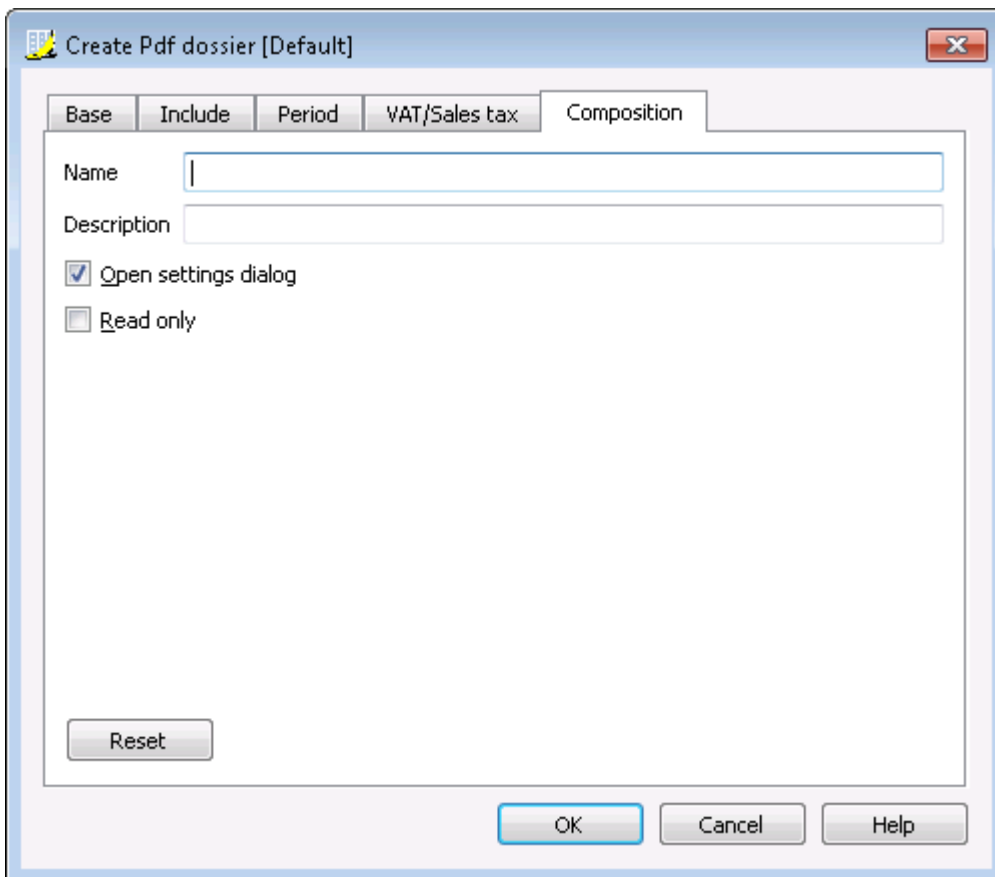 Create Pdf dossier [Default]
Base Include Period VAT/Sales tax Composition
Name
Description
Open settings dialog
Read only
Reset
OK Cancel Help